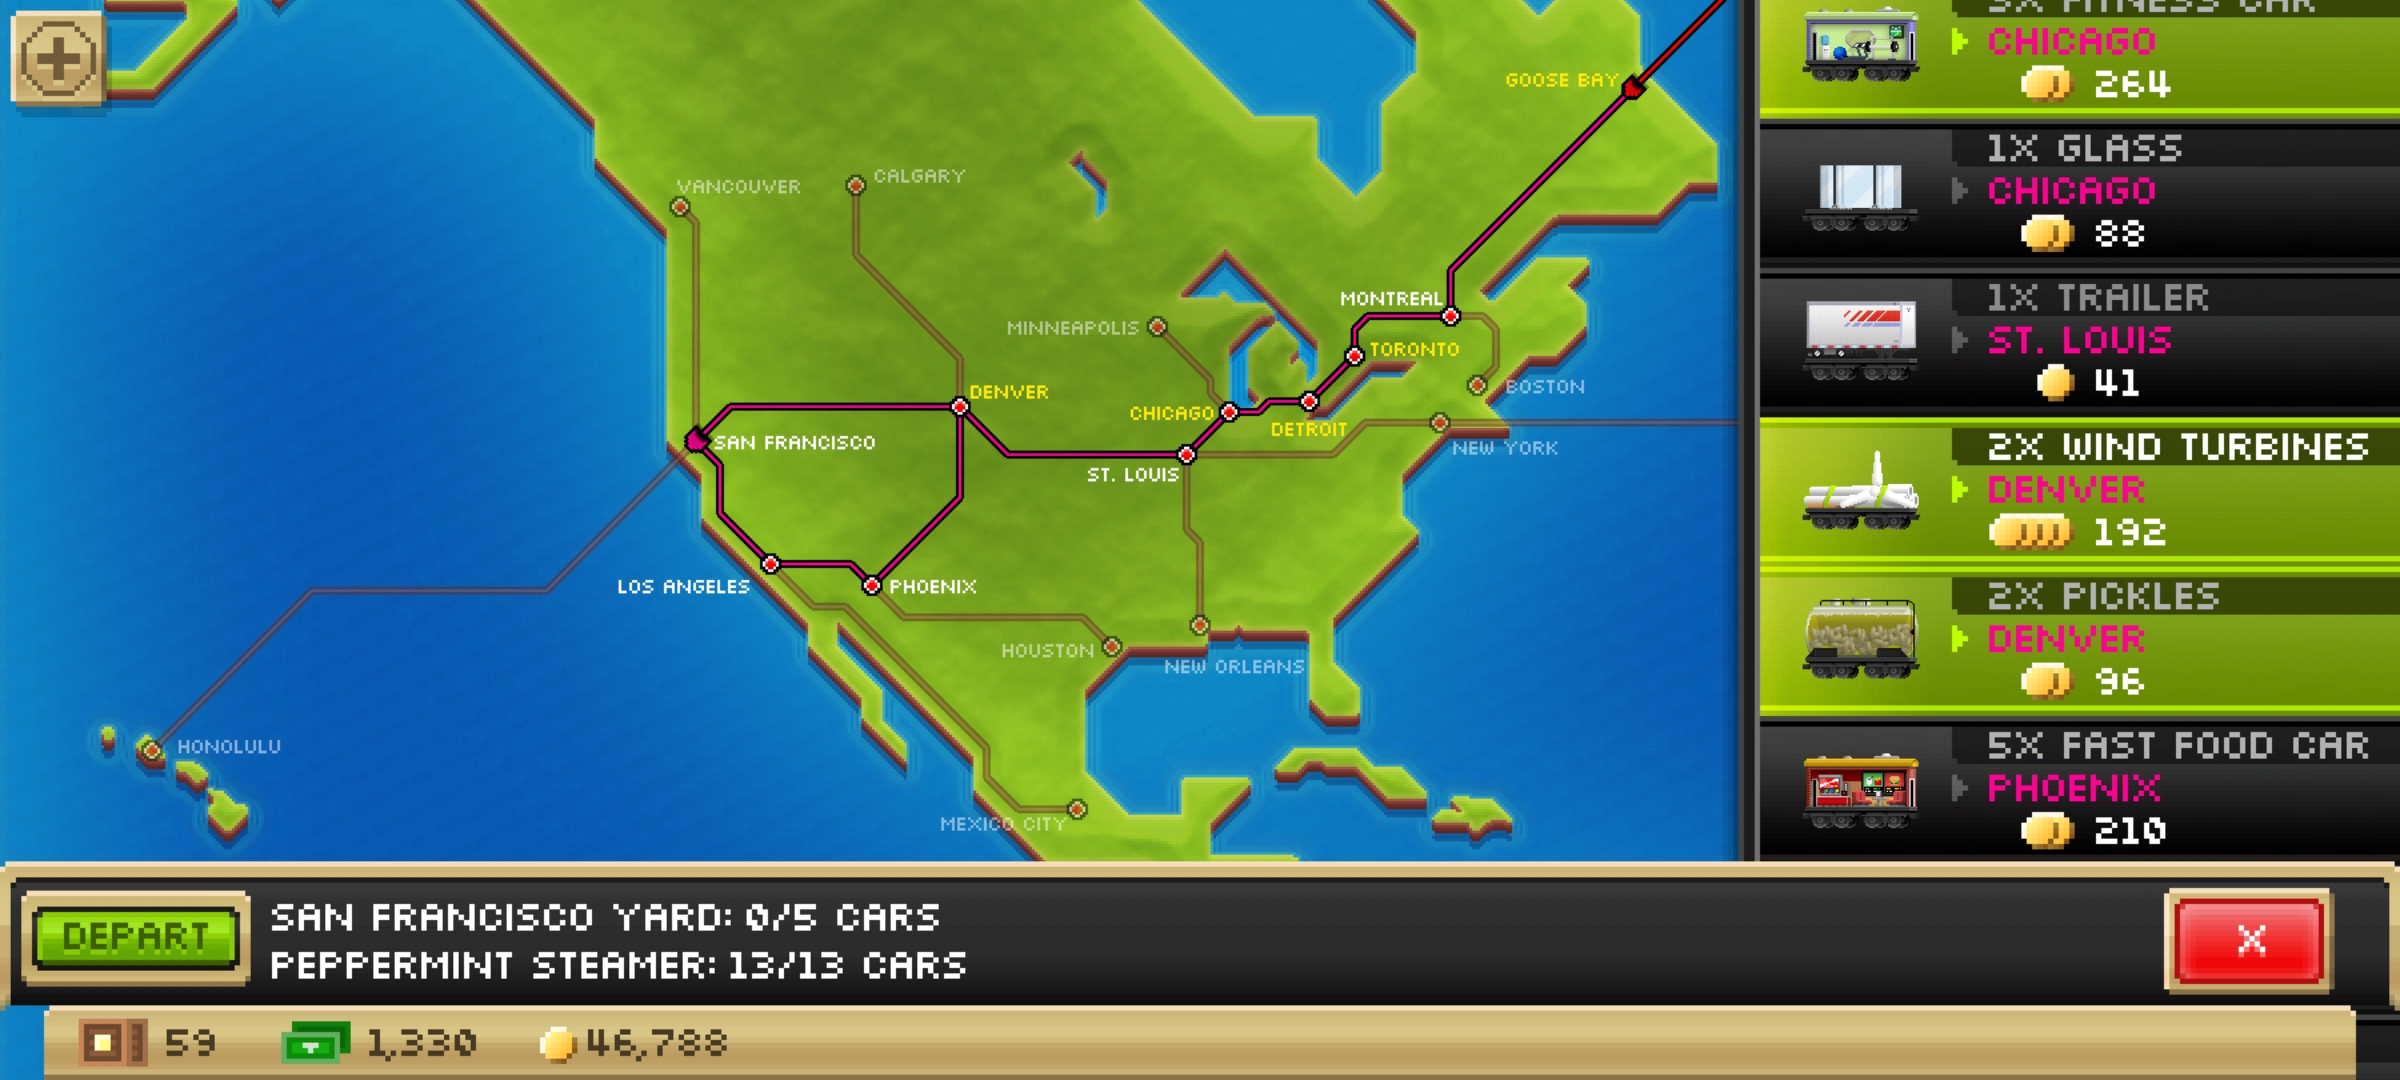 GOOSE BAY
VANCOUVER
CALGARY
MINNEAPOLIS
MONTREAL
TORONTO
BOSTON
DENVER
CHICAGO
DETROIT
NEW YORK
SAN FRANCISCO
ST. LOUIS
LOS ANGELES
PHOENIX
HOUSTON
NEW ORLEANS
HONOLULU
MEXICO CITY
3X FITNESS CAR
CHICAGO
264
1X GLASS
CHICAGO
88
1X TRAILER
ST. LOUIS
41
2X WIND TURBINES
DENVER
192
2X PICKLES
DENVER
96
5X FAST FOOD CAR
PHOENIX
210
DEPART
SAN FRANCISCO YARD: 0/5 CARS
PEPPERMINT STEAMER: 13/13 CARS
X
59
1,330
46,788